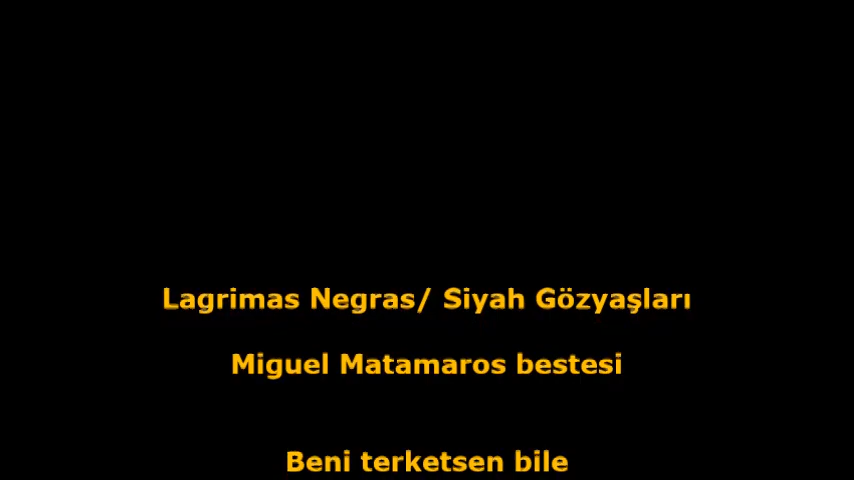 Lagrimas Negras/ Siyah Gözyaşları
Miguel Matamaros bestesi
Beni terketsen bile